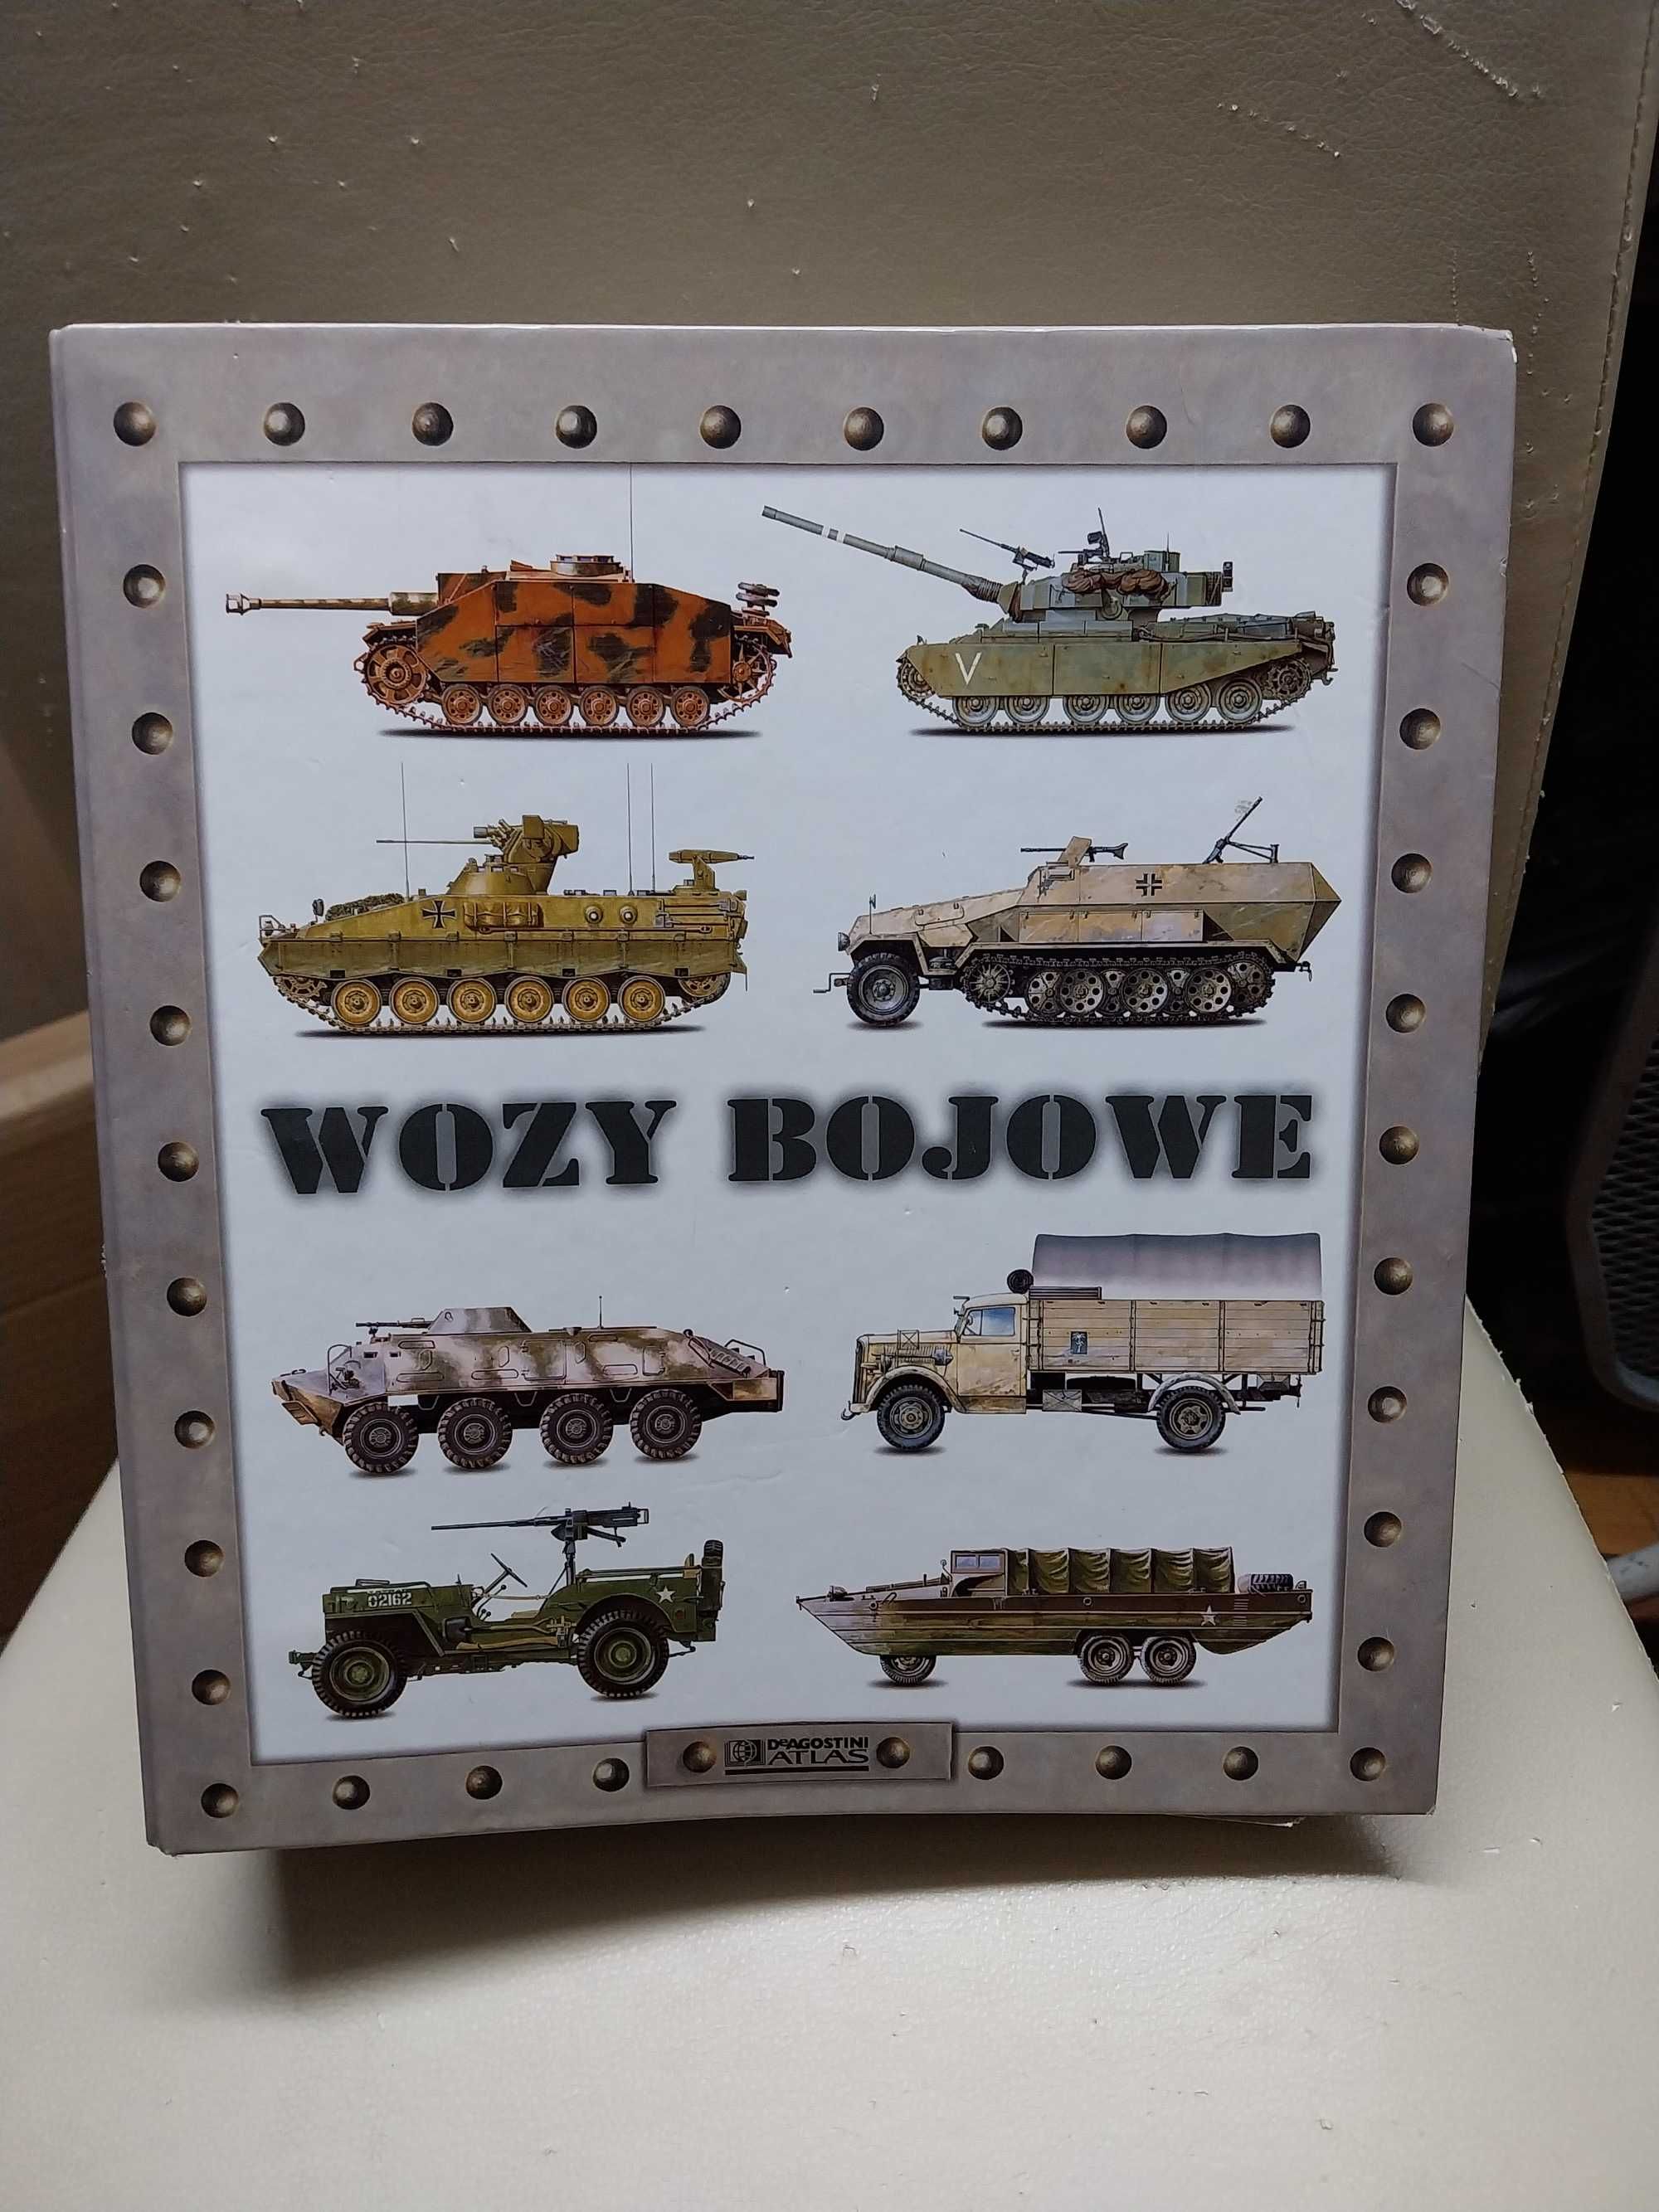 V
WOZY BOJOWE
02162
DeAGOSTINI
ATLAS